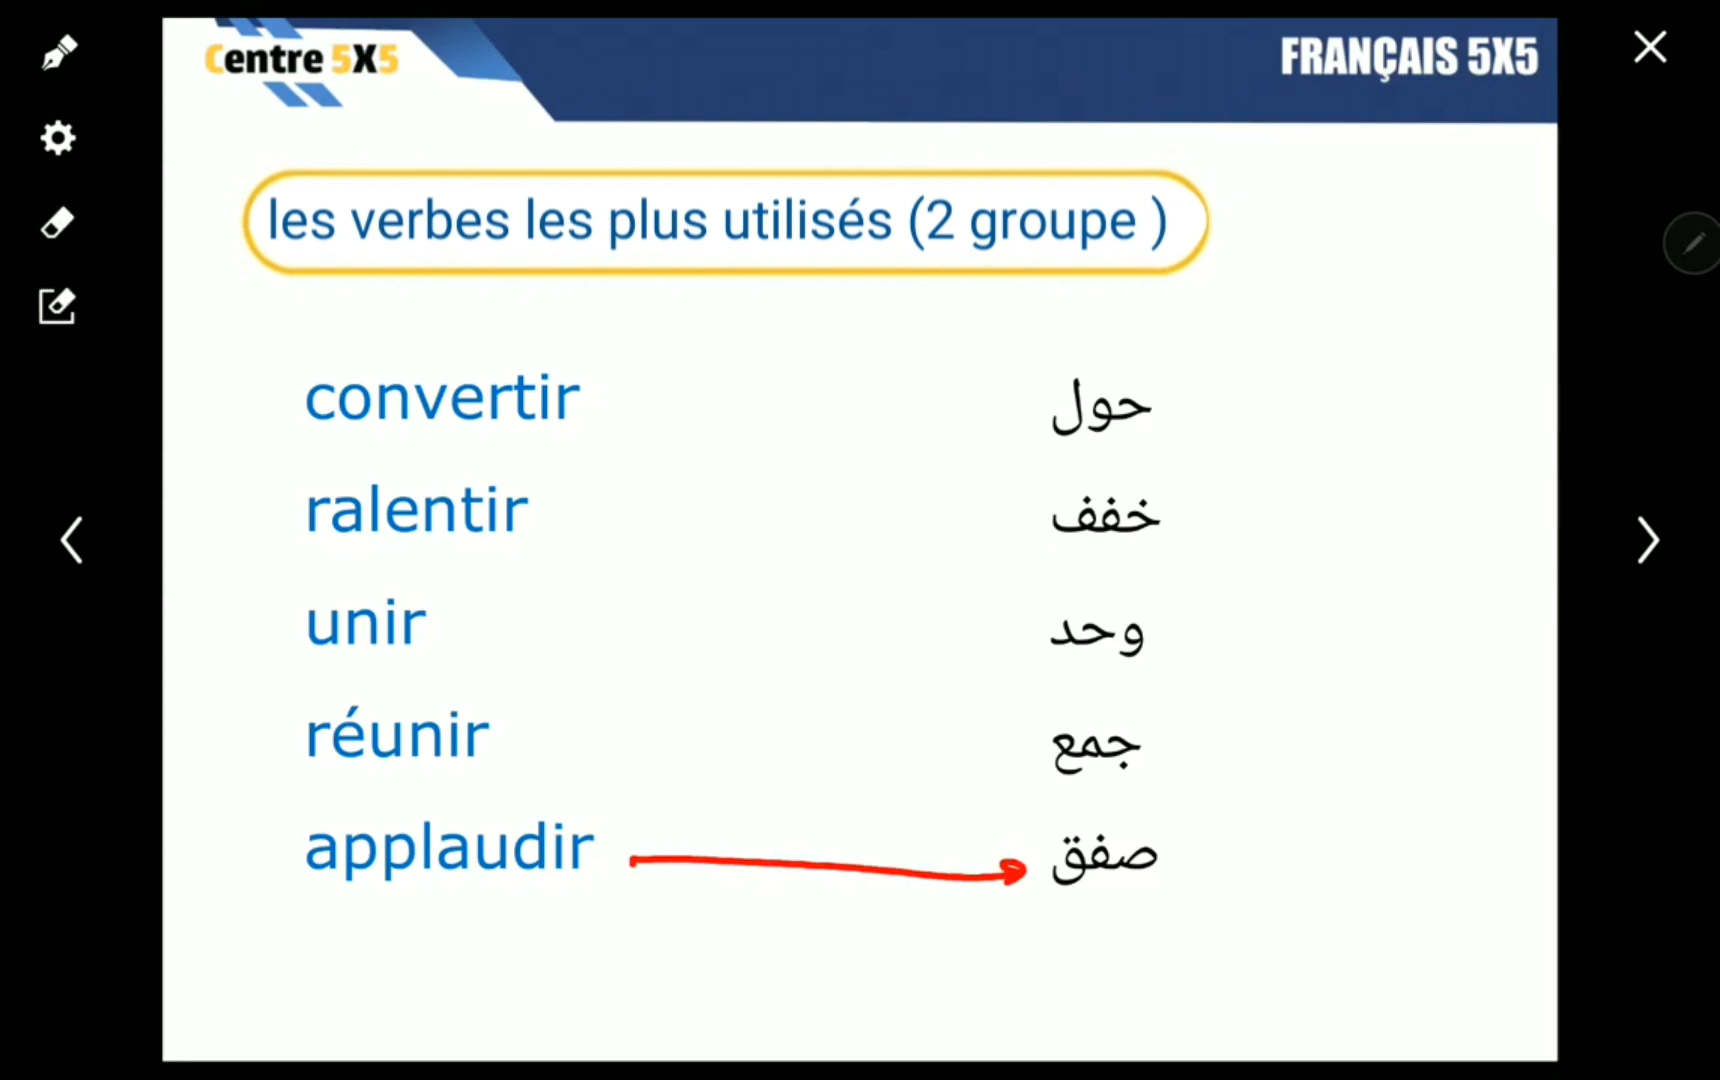 Centre 5X5
FRANÇAIS 5X5
les verbes les plus utilisés (2 groupe )
convertir حول
ralentir خفف
unir وحد
réunir جمع
applaudir صفق